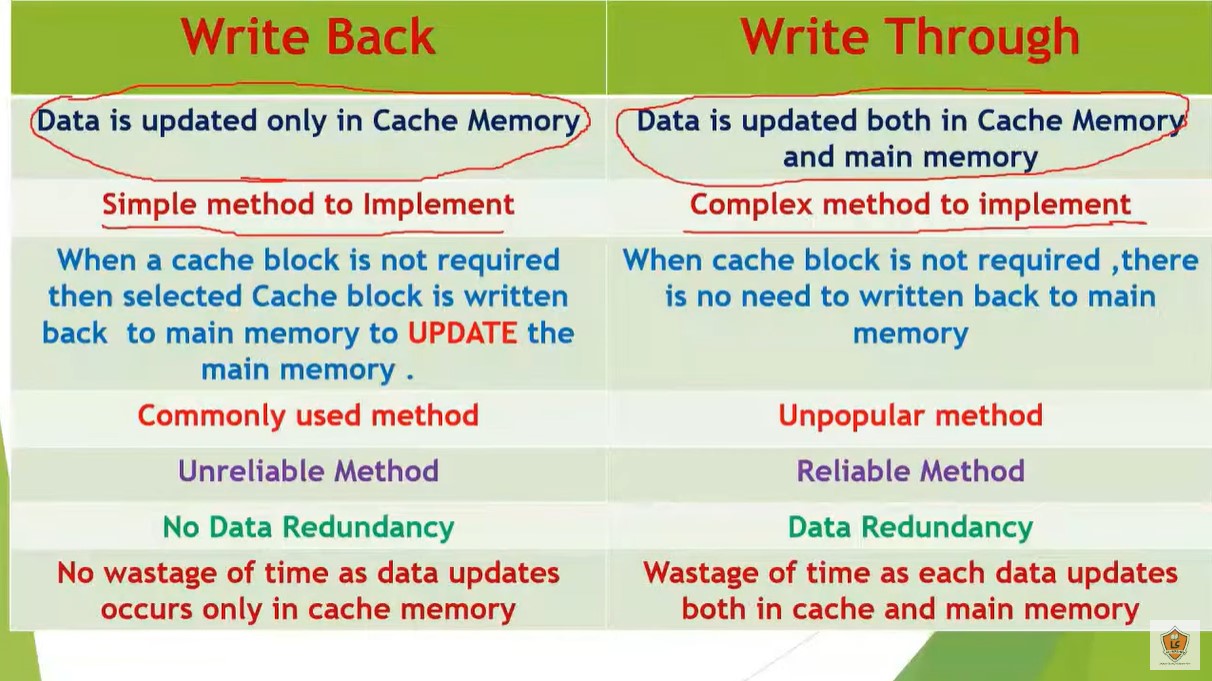 Write Back
Write Through
Data is updated only in Cache Memory
Data is updated both in Cache Memory
and main memory
Simple method to Implement
Complex method to implement
When a cache block is not required
then selected Cache block is written
back to main memory to UPDATE the
main memory .
When cache block is not required ,there
is no need to written back to main
memory
Commonly used method
Unpopular method
Unreliable Method
Reliable Method
No Data Redundancy
Data Redundancy
No wastage of time as data updates
occurs only in cache memory
Wastage of time as each data updates
both in cache and main memory
LS